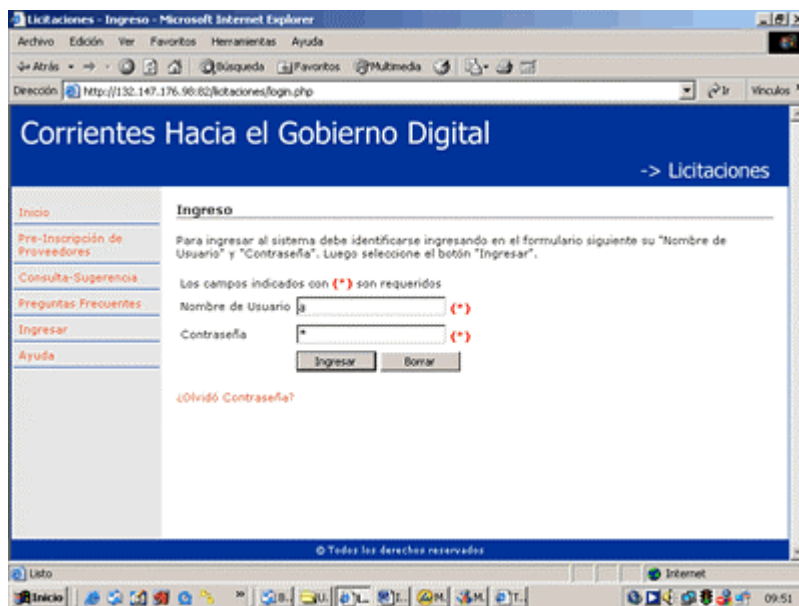 Licitaciones - Ingreso - Microsoft Internet Explorer
Archivo Edición Ver Favoritos Herramientas Ayuda
Atrás Búsqueda Favoritos Multimedia
Dirección http://132.147.176.98:82/licitaciones/login.php Ir Vínculos
Corrientes Hacia el Gobierno Digital
-> Licitaciones
Inicio
Pre-Inscripción de
Proveedores
Consulta-Sugerencia
Preguntas Frecuentes
Ingresar
Ayuda
Ingreso
Para ingresar al sistema debe identificarse ingresando en el formulario siguiente su "Nombre de
Usuario" y "Contraseña". Luego seleccione el botón "Ingresar".
Los campos indicados con (*) son requeridos
Nombre de Usuario a (*)
Contraseña * (*)
Ingresar Borrar
¿Olvidó Contraseña?
© Todos los derechos reservados
Listo Internet
Inicio 09:51